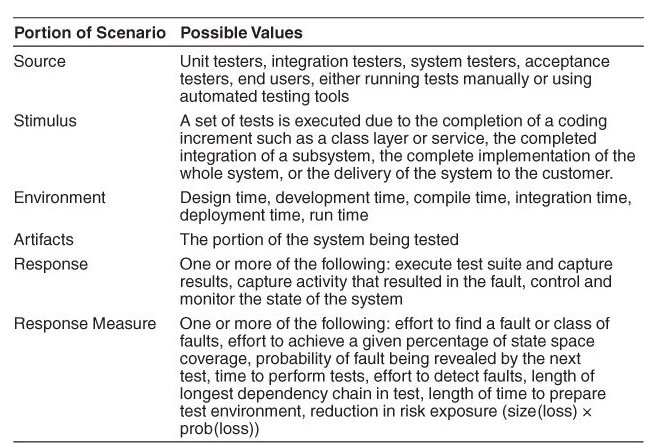 Portion of Scenario Possible Values
Source Unit testers, integration testers, system testers, acceptance
testers, end users, either running tests manually or using
automated testing tools
Stimulus A set of tests is executed due to the completion of a coding
increment such as a class layer or service, the completed
integration of a subsystem, the complete implementation of the
whole system, or the delivery of the system to the customer.
Environment Design time, development time, compile time, integration time,
deployment time, run time
Artifacts The portion of the system being tested
Response One or more of the following: execute test suite and capture
results, capture activity that resulted in the fault, control and
monitor the state of the system
Response Measure One or more of the following: effort to find a fault or class of
faults, effort to achieve a given percentage of state space
coverage, probability of fault being revealed by the next
test, time to perform tests, effort to detect faults, length of
longest dependency chain in test, length of time to prepare
test environment, reduction in risk exposure (size(loss) ×
prob(loss))